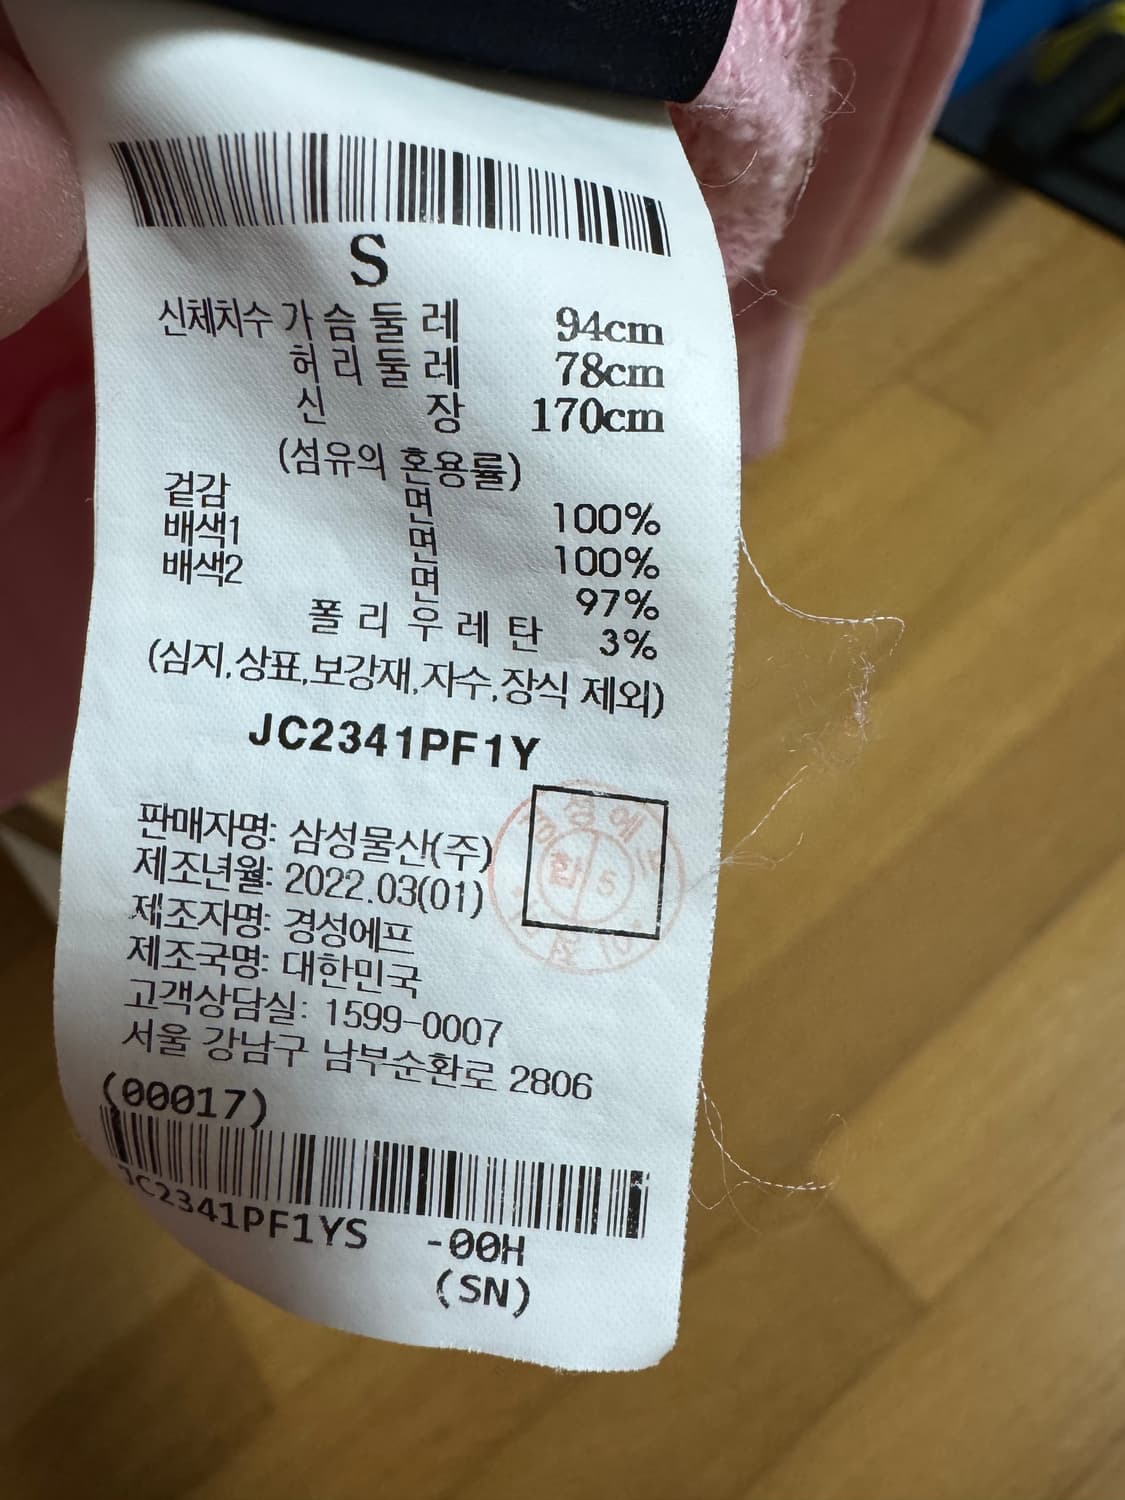 S
신체치수 가슴둘레 94cm
허리둘레 78cm
신장 170cm
(섬유의 혼용률)
겉감 면 100%
배색1 면 100%
배색2 면 97%
폴리우레탄 3%
(심지,상표,보강재,자수,장식 제외)
JC2341PF1Y
판매자명: 삼성물산(주)
제조년월: 2022.03(01)
제조자명: 경성에프
제조국명: 대한민국
고객상담실: 1599-0007
서울 강남구 남부순환로 2806
(00017)
JC2341PF1YS -00H
(SN)